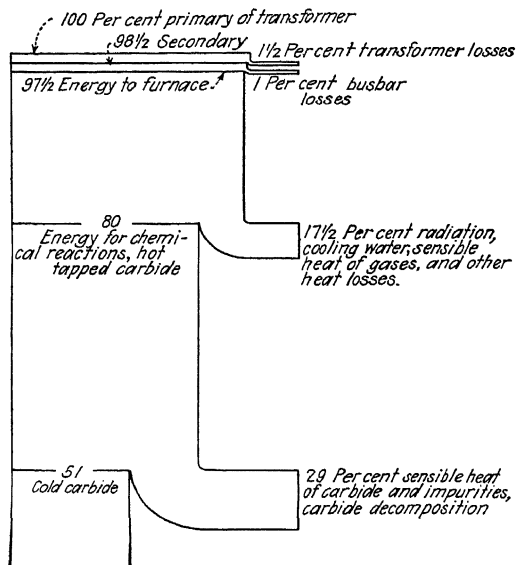 100 Per cent primary of transformer
98½ Secondary
1½ Per cent transformer losses
97½ Energy to furnace
1 Per cent busbar
losses
80
Energy for chemi-
cal reactions, hot
tapped carbide
17½ Per cent radiation,
cooling water, sensible
heat of gases, and other
heat losses.
51
Cold carbide
29 Per cent sensible heat
of carbide and impurities,
carbide decomposition